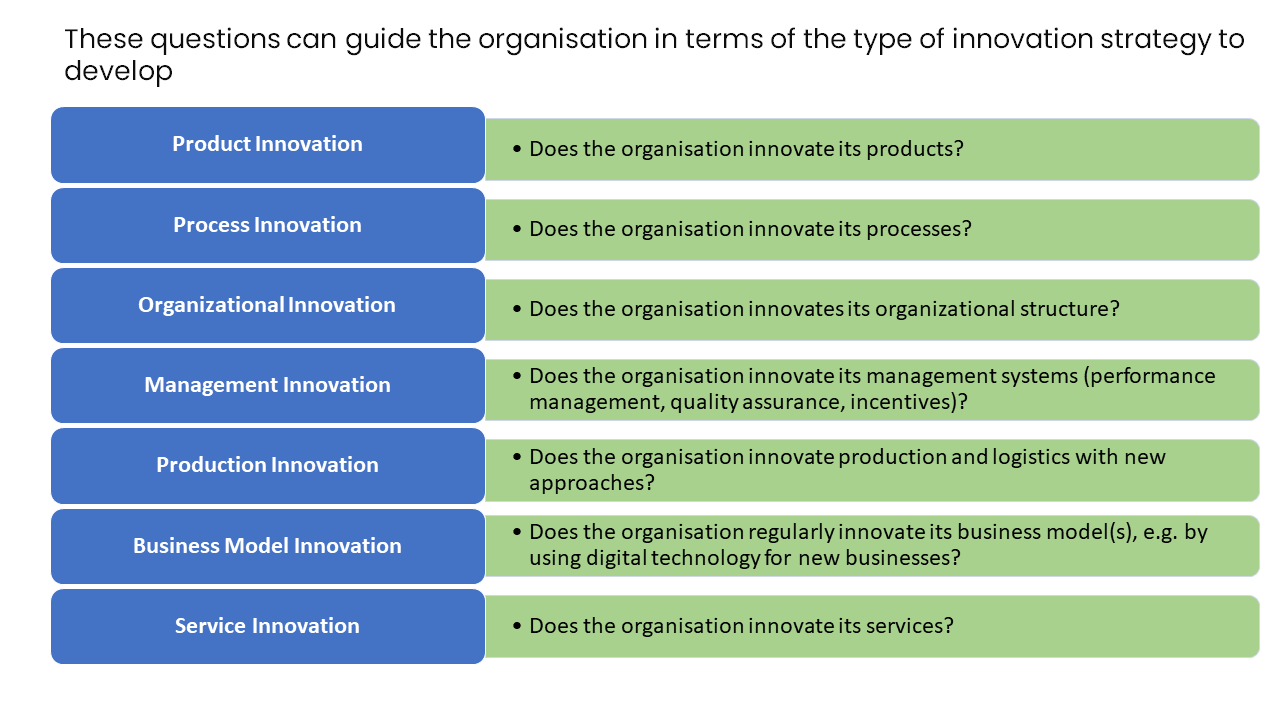 These questions can guide the organisation in terms of the type of innovation strategy to
develop
Product Innovation
• Does the organisation innovate its products?
Process Innovation
• Does the organisation innovate its processes?
Organizational Innovation
• Does the organisation innovates its organizational structure?
Management Innovation
• Does the organisation innovate its management systems (performance
management, quality assurance, incentives)?
Production Innovation
• Does the organisation innovate production and logistics with new
approaches?
Business Model Innovation
• Does the organisation regularly innovate its business model(s), e.g. by
using digital technology for new businesses?
Service Innovation
• Does the organisation innovate its services?